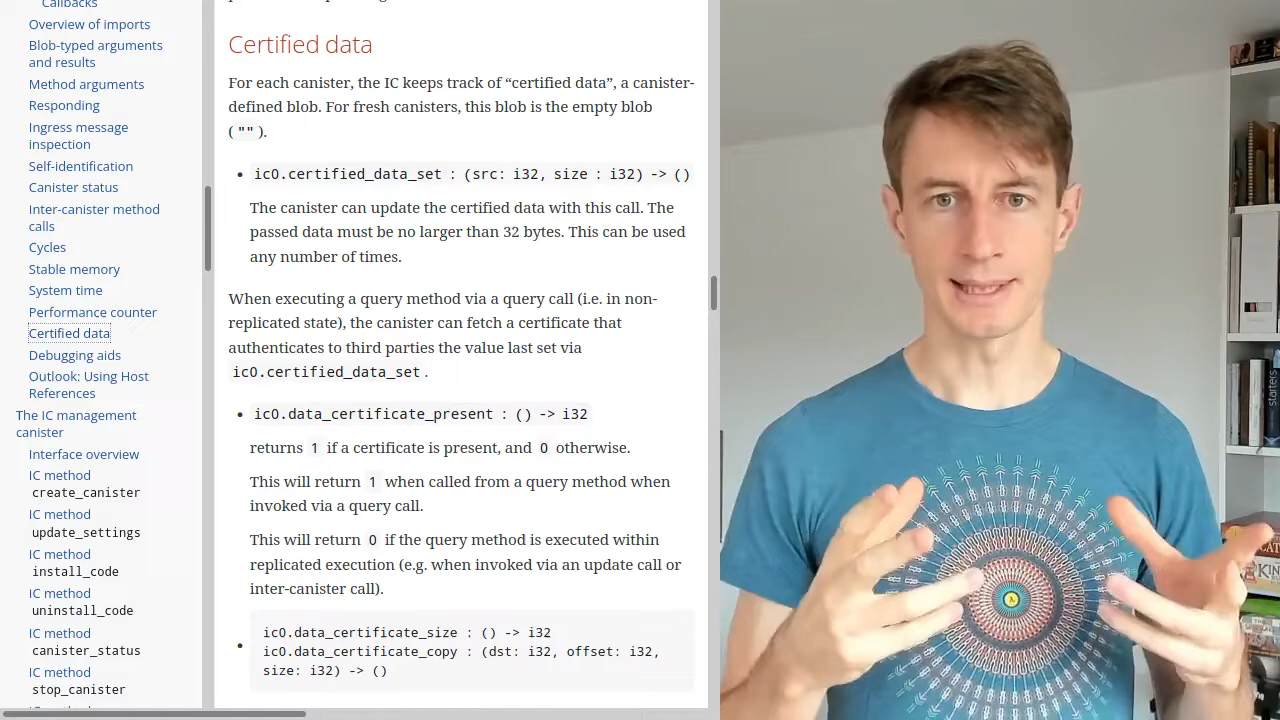 Callbacks
Overview of imports
Blob-typed arguments
and results
Method arguments
Responding
Ingress message
inspection
Self-identification
Canister status
Inter-canister method
calls
Cycles
Stable memory
System time
Performance counter
Certified data
Debugging aids
Outlook: Using Host
References
The IC management
canister
Interface overview
IC method
create_canister
IC method
update_settings
IC method
install_code
IC method
uninstall_code
IC method
canister_status
IC method
stop_canister
Certified data
For each canister, the IC keeps track of “certified data”, a canister-
defined blob. For fresh canisters, this blob is the empty blob
( "" ).
• ic0.certified_data_set : (src: i32, size : i32) -> ()
The canister can update the certified data with this call. The
passed data must be no larger than 32 bytes. This can be used
any number of times.
When executing a query method via a query call (i.e. in non-
replicated state), the canister can fetch a certificate that
authenticates to third parties the value last set via
ic0.certified_data_set .
• ic0.data_certificate_present : () -> i32
returns 1 if a certificate is present, and 0 otherwise.
This will return 1 when called from a query method when
invoked via a query call.
This will return 0 if the query method is executed within
replicated execution (e.g. when invoked via an update call or
inter-canister call).
• ic0.data_certificate_size : () -> i32
ic0.data_certificate_copy : (dst: i32, offset: i32,
size: i32) -> ()
starters
λ